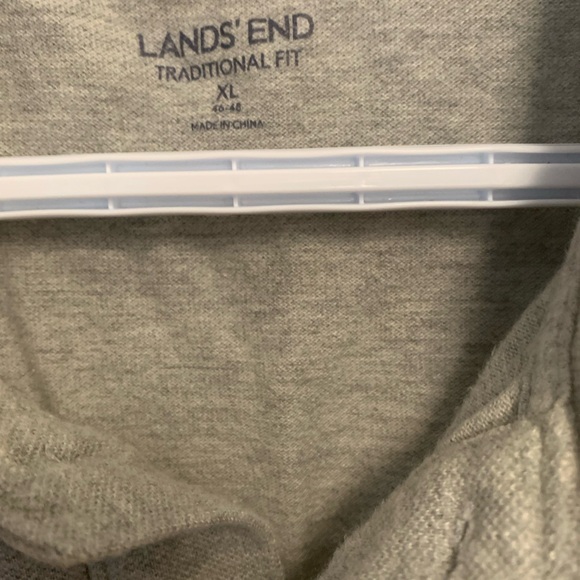 LANDS' END
TRADITIONAL FIT
XL
46-48
MADE IN CHINA